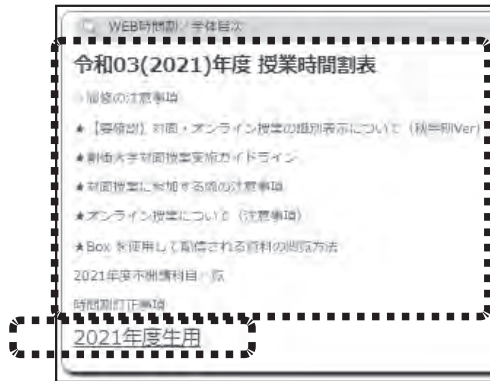 WEB時間割／全体目次
令和03(2021)年度 授業時間割表
履修の注意事項
★【要確認】対面・オンライン授業の識別表示について（秋学期Ver）
★創価大学対面授業実施ガイドライン
★対面授業に参加する際の注意事項
★オンライン授業について（注意事項）
★Box を使用して配信される資料の閲覧方法
2021年度不開講科目一覧
時間割訂正事項
2021年度生用